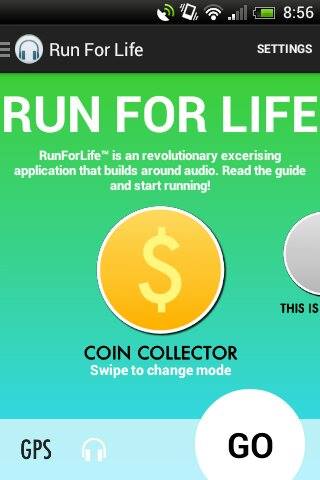 8:56
Run For Life
SETTINGS
RUN FOR LIFE
RunForLife™ is an revolutionary excerising
application that builds around audio. Read the guide
and start running!
$
COIN COLLECTOR
THIS IS
Swipe to change mode
GPS
GO